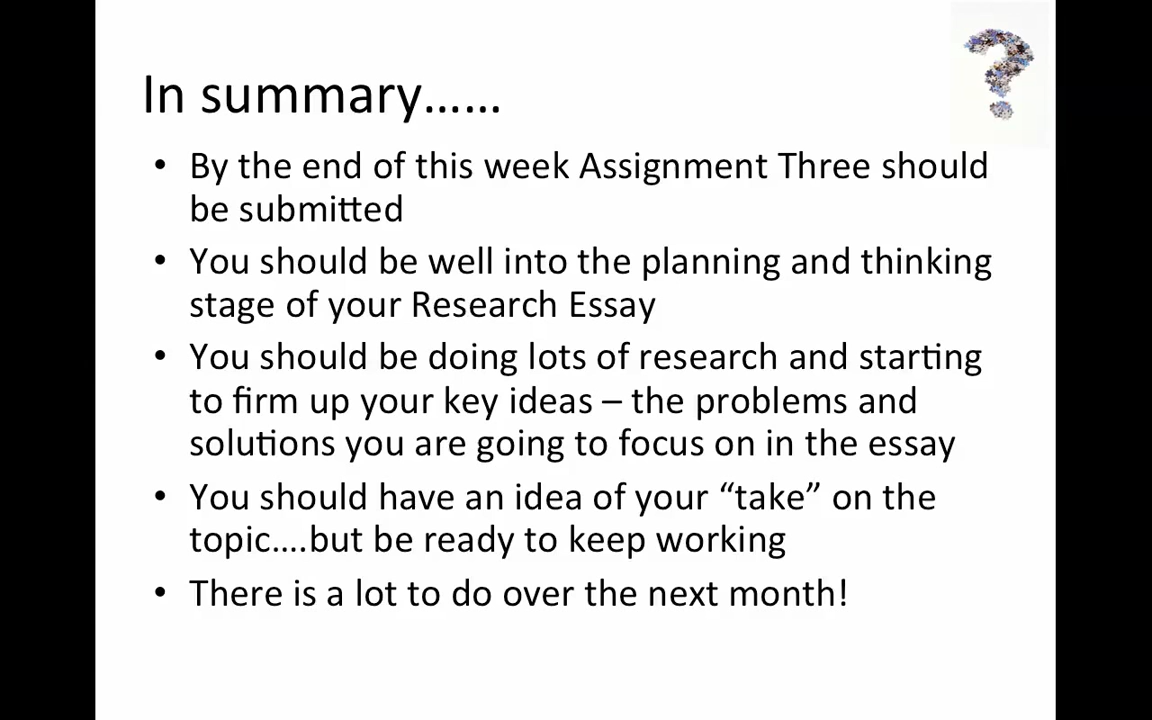 In summary……
• By the end of this week Assignment Three should
be submitted
• You should be well into the planning and thinking
stage of your Research Essay
• You should be doing lots of research and starting
to firm up your key ideas – the problems and
solutions you are going to focus on in the essay
• You should have an idea of your “take” on the
topic….but be ready to keep working
• There is a lot to do over the next month!